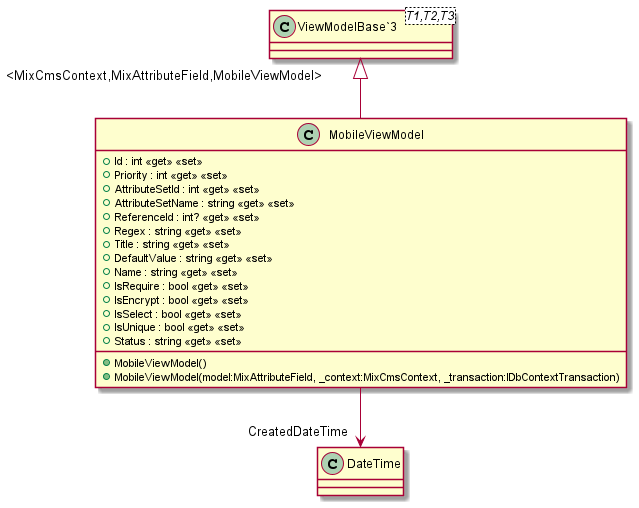 C ViewModelBase`3 T1,T2,T3
<MixCmsContext,MixAttributeField,MobileViewModel>
C MobileViewModel
Id : int «get» «set»
Priority : int «get» «set»
AttributeSetId : int «get» «set»
AttributeSetName : string «get» «set»
ReferenceId : int? «get» «set»
Regex : string «get» «set»
Title : string «get» «set»
DefaultValue : string «get» «set»
Name : string «get» «set»
IsRequire : bool «get» «set»
IsEncrypt : bool «get» «set»
IsSelect : bool «get» «set»
IsUnique : bool «get» «set»
Status : string «get» «set»
MobileViewModel()
MobileViewModel(model:MixAttributeField, _context:MixCmsContext, _transaction:IDbContextTransaction)
CreatedDateTime
C DateTime